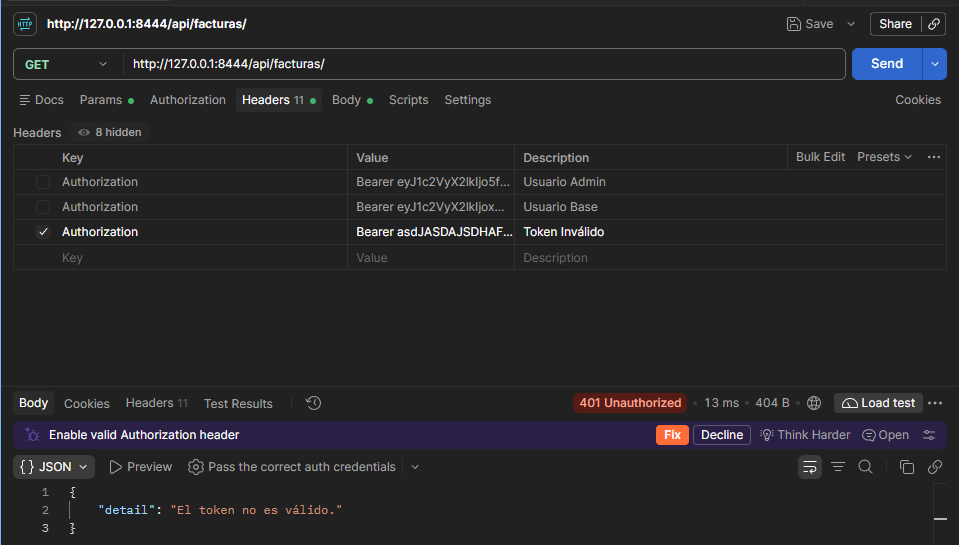 HTTP http://127.0.0.1:8444/api/facturas/ Save Share
GET http://127.0.0.1:8444/api/facturas/ Send
Docs Params Authorization Headers 11 Body Scripts Settings Cookies
Headers 8 hidden
Key Value Description Bulk Edit Presets
Authorization Bearer eyJ1c2VyX2lkIjo5f... Usuario Admin
Authorization Bearer eyJ1c2VyX2lkIjox... Usuario Base
Authorization Bearer asdJASDAJSDHAF... Token Inválido
Key Value Description
Body Cookies Headers 11 Test Results 401 Unauthorized • 13 ms • 404 B • Load test
Enable valid Authorization header Fix Decline Think Harder Open
{} JSON Preview Pass the correct auth credentials
1 {
2 "detail": "El token no es válido."
3 }